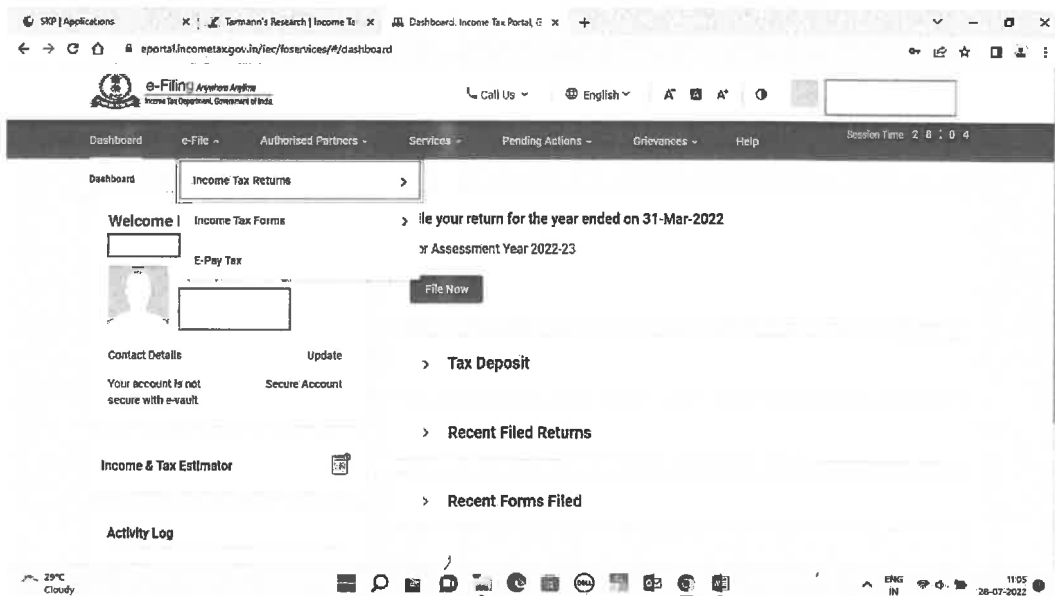 SKP | Applications
Taxmann's Research | Income Ta
Dashboard, Income Tax Portal, G
eportal.incometax.gov.in/iec/foservices/#/dashboard
e-Filing Anywhere Anytime
Income Tax Department, Government of India
Call Us
English
A-
A
A+
Dashboard
e-File
Authorised Partners
Services
Pending Actions
Grievances
Help
Session Time 2 8 : 0 4
Dashboard
Income Tax Returns
Welcome
Income Tax Forms
ile your return for the year ended on 31-Mar-2022
or Assessment Year 2022-23
E-Pay Tax
File Now
Contact Details
Update
Your account is not
secure with e-vault
Secure Account
Tax Deposit
Recent Filed Returns
Income & Tax Estimator
Recent Forms Filed
Activity Log
29°C
Cloudy
DELL
ENG
IN
11:05
28-07-2022